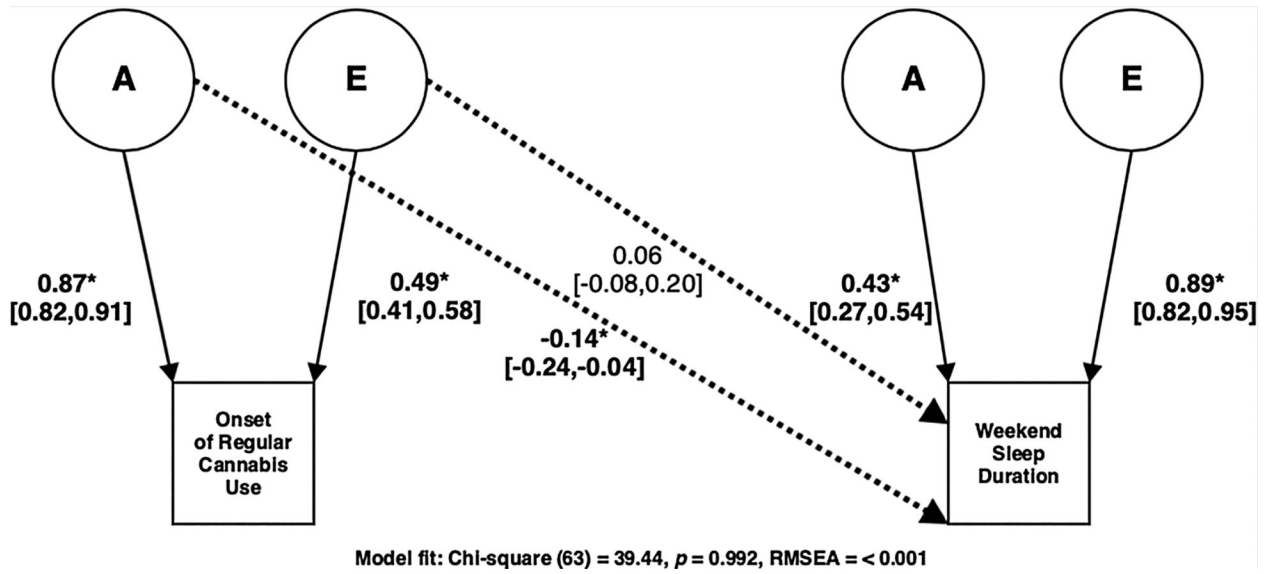 A
E
A
E
0.87*
[0.82,0.91]
0.49*
[0.41,0.58]
0.06
[-0.08,0.20]
-0.14*
[-0.24,-0.04]
0.43*
[0.27,0.54]
0.89*
[0.82,0.95]
Onset
of Regular
Cannabis
Use
Weekend
Sleep
Duration
Model fit: Chi-square (63) = 39.44, p = 0.992, RMSEA = < 0.001